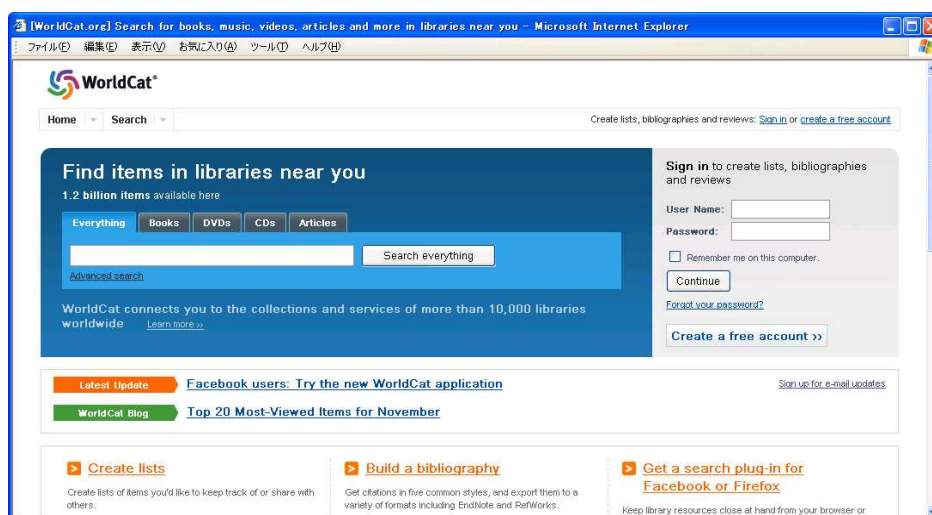 [WorldCat.org] Search for books, music, videos, articles and more in libraries near you - Microsoft Internet Explorer
ファイル(F) 編集(E) 表示(V) お気に入り(A) ツール(T) ヘルプ(H)
WorldCat®
Home Search Create lists, bibliographies and reviews: Sign in or create a free account
Find items in libraries near you
1.2 billion items available here
Everything Books DVDs CDs Articles
Search everything
Advanced search
WorldCat connects you to the collections and services of more than 10,000 libraries
worldwide Learn more >>
Sign in to create lists, bibliographies
and reviews
User Name:
Password:
Remember me on this computer.
Continue
Forgot your password?
Create a free account >>
Latest Update Facebook users: Try the new WorldCat application Sign up for e-mail updates
WorldCat Blog Top 20 Most-Viewed Items for November
Create lists
Create lists of items you'd like to keep track of or share with
others.
Build a bibliography
Get citations in five common styles, and export them to a
variety of formats including EndNote and RefWorks.
Get a search plug-in for
Facebook or Firefox
Keep library resources close at hand from your browser or